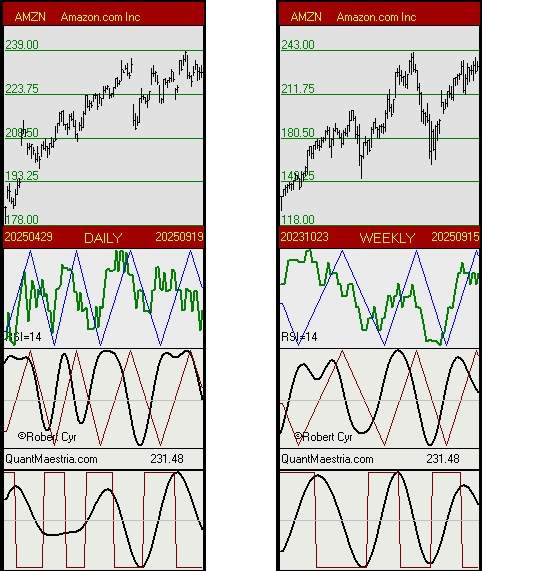 AMZN Amazon.com Inc
239.00
223.75
208.50
193.25
178.00
20250429 DAILY 20250919
RSI=14
©Robert Cyr
QuantMaestria.com 231.48
AMZN Amazon.com Inc
243.00
211.75
180.50
149.25
118.00
20231023 WEEKLY 20250915
RSI=14
©Robert Cyr
QuantMaestria.com 231.48